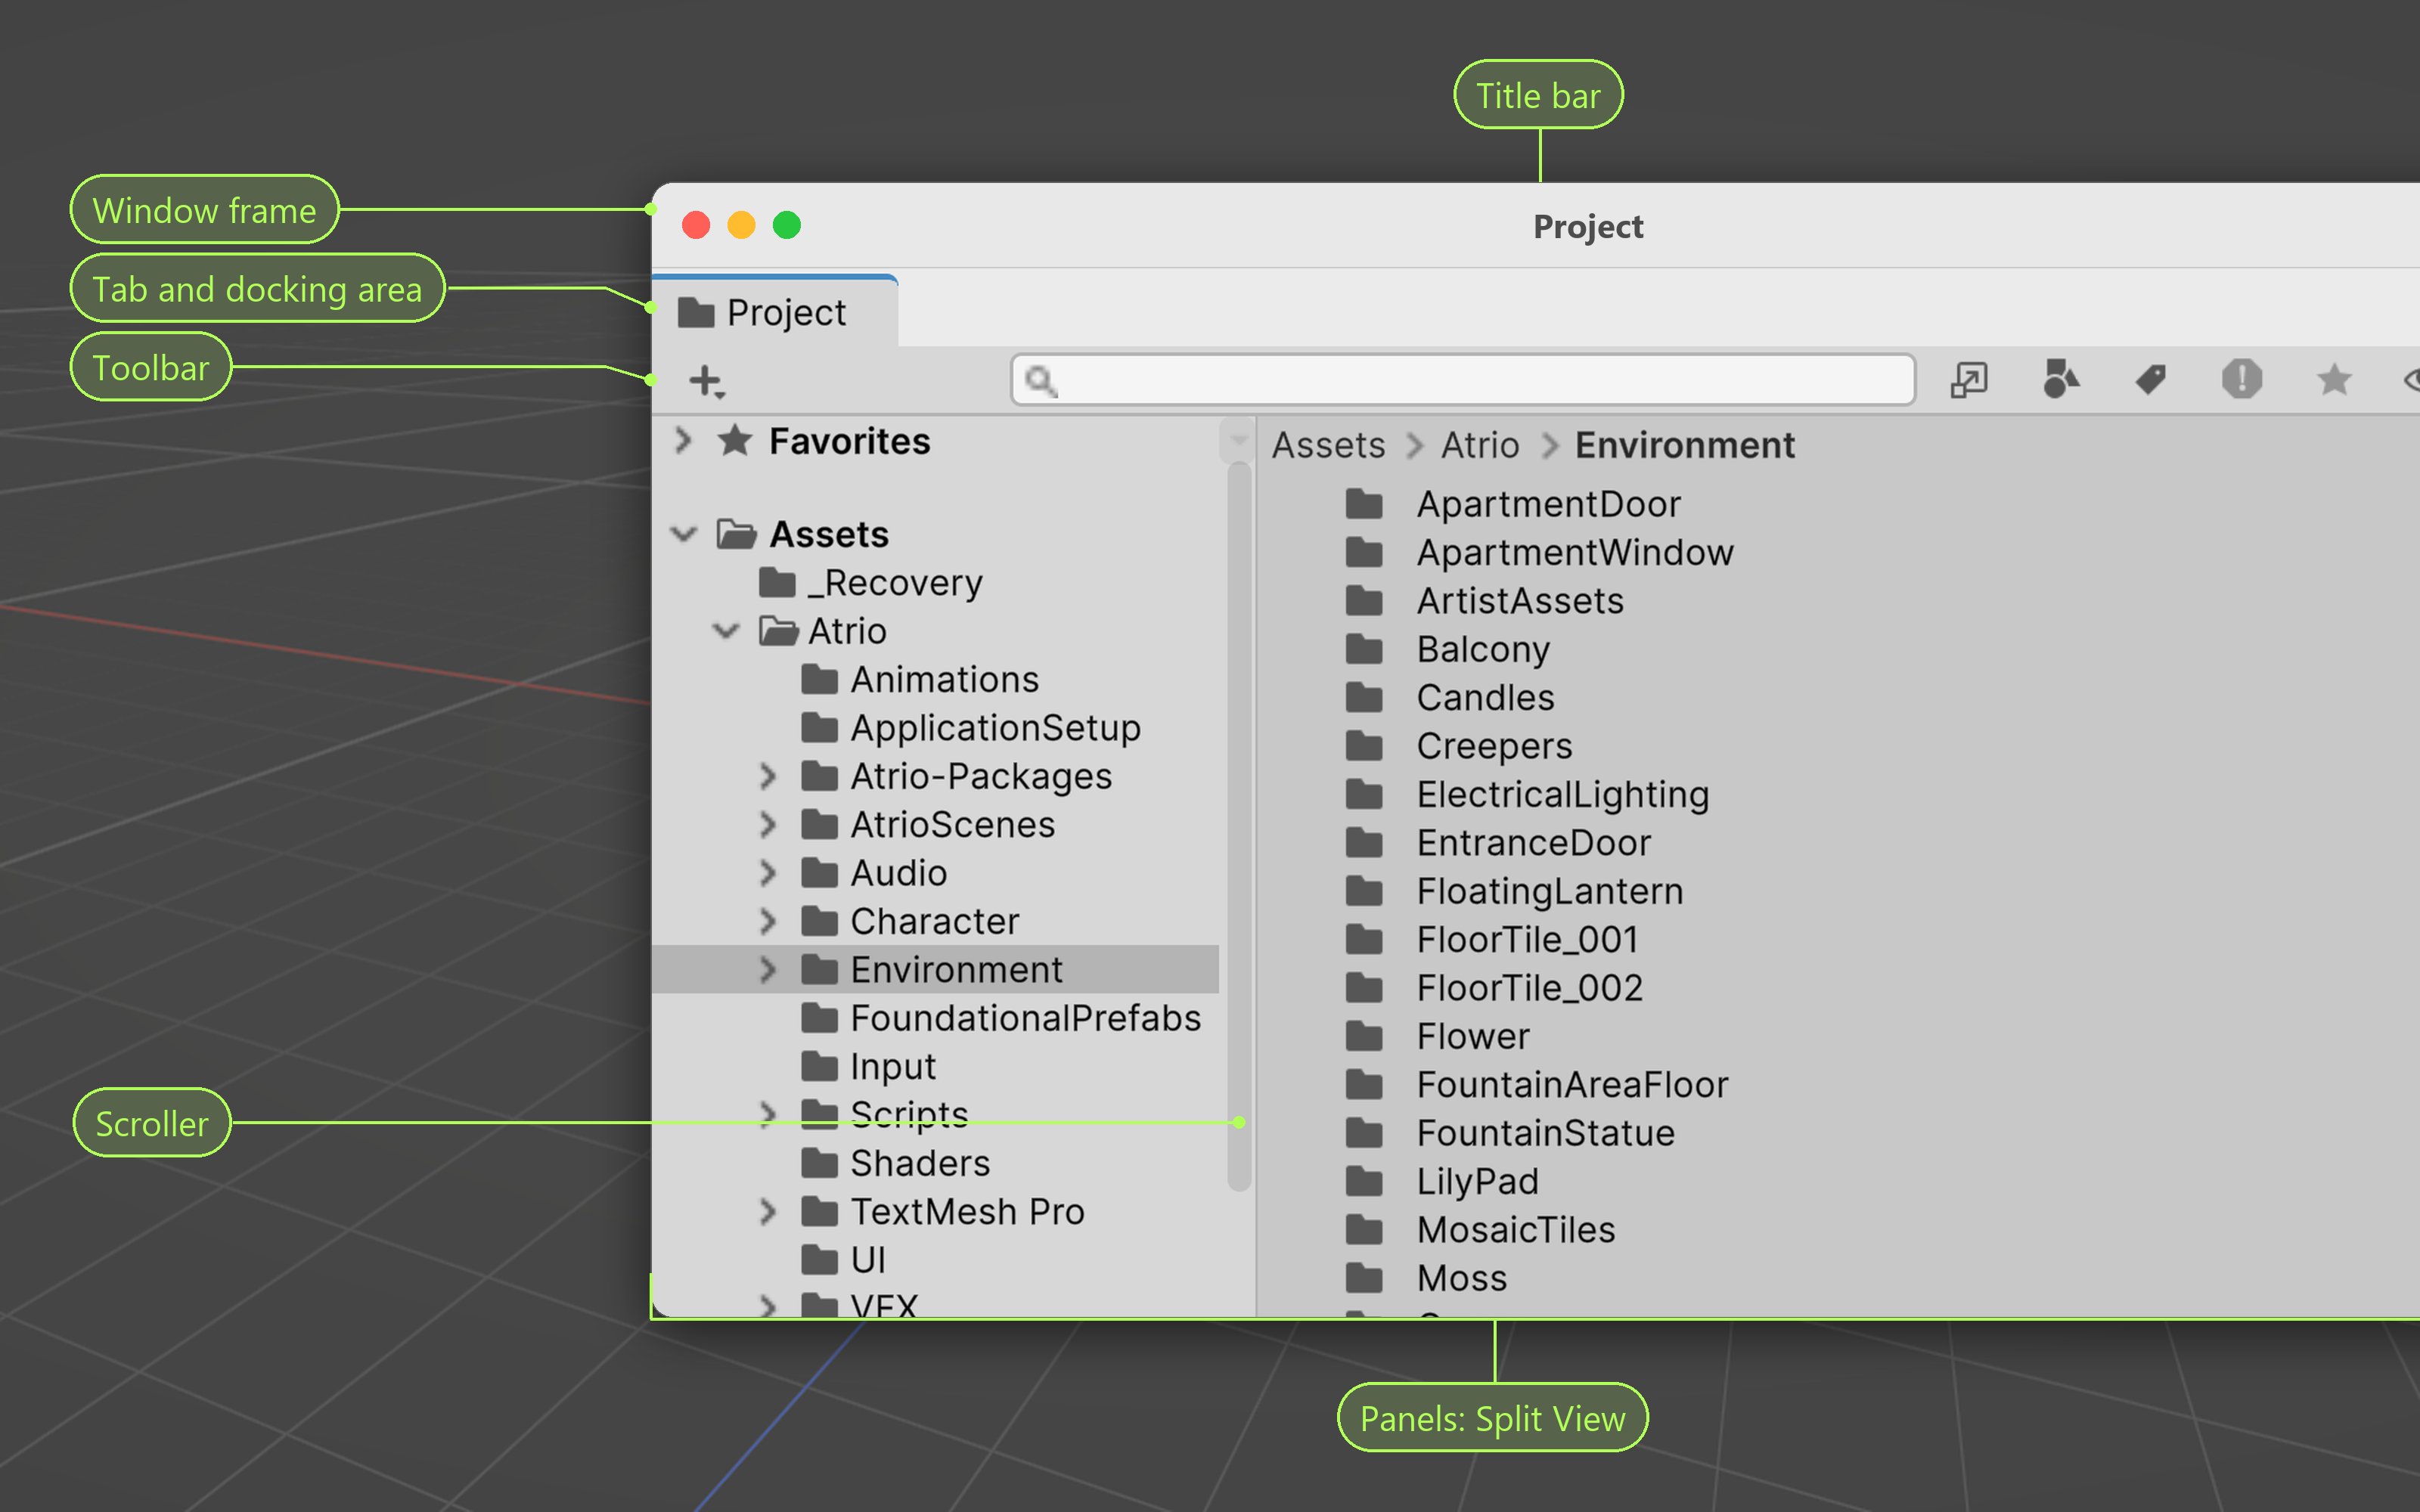 Title bar
Window frame
Project
Tab and docking area
Project
Toolbar
Favorites
Assets
_Recovery
Atrio
Animations
ApplicationSetup
Atrio-Packages
AtrioScenes
Audio
Character
Environment
FoundationalPrefabs
Input
Scripts
Shaders
TextMesh Pro
UI
VFX
Scroller
Assets > Atrio > Environment
ApartmentDoor
ApartmentWindow
ArtistAssets
Balcony
Candles
Creepers
ElectricalLighting
EntranceDoor
FloatingLantern
FloorTile_001
FloorTile_002
Flower
FountainAreaFloor
FountainStatue
LilyPad
MosaicTiles
Moss
Panels: Split View